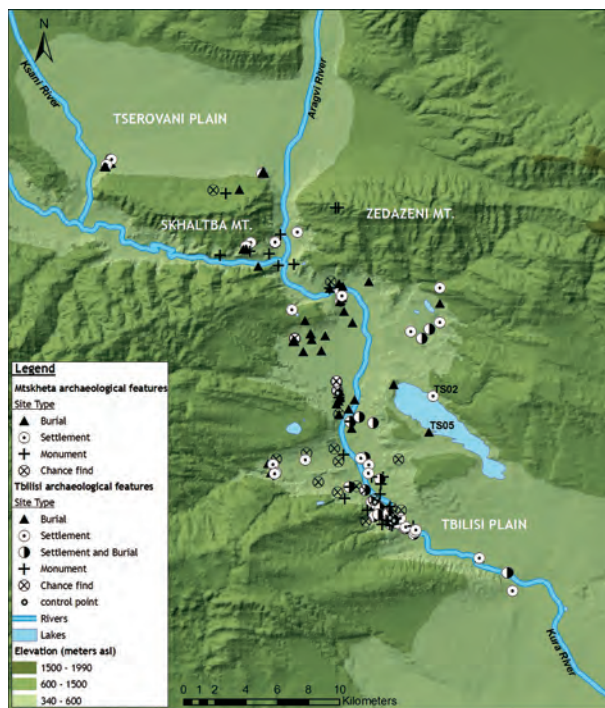 N
Ksani River
Aragvi River
TSEROVANI PLAIN
SKHALTBA MT.
ZEDAZENI MT.
TS02
TS05
TBILISI PLAIN
Kura River
Legend
Mtskheta archaeological features
Site Type
Burial
Settlement
Monument
Chance find
Tbilisi archaeological features
Site Type
Burial
Settlement
Settlement and Burial
Monument
Chance find
control point
Rivers
Lakes
Elevation (meters asl)
1500 - 1990
600 - 1500
340 - 600
0 1 2 4 6 8 10
Kilometers